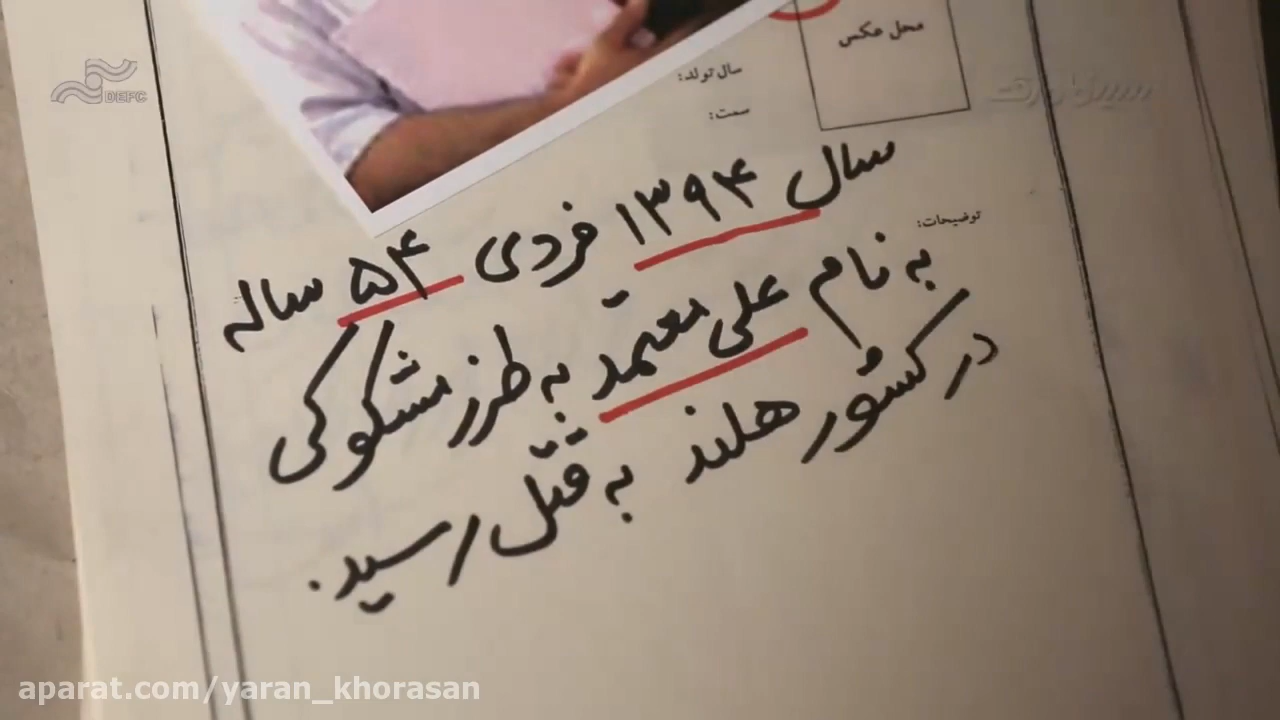 DEFC
محل عکس
سال تولد:
سمت:
توضیحات:
سال ۱۳۹۴ فردی ۵۴ ساله
به نام علی معتمد به طرز مشکوکی
در کشور هلند به قتل رسید.
aparat.com/yaran_khorasan